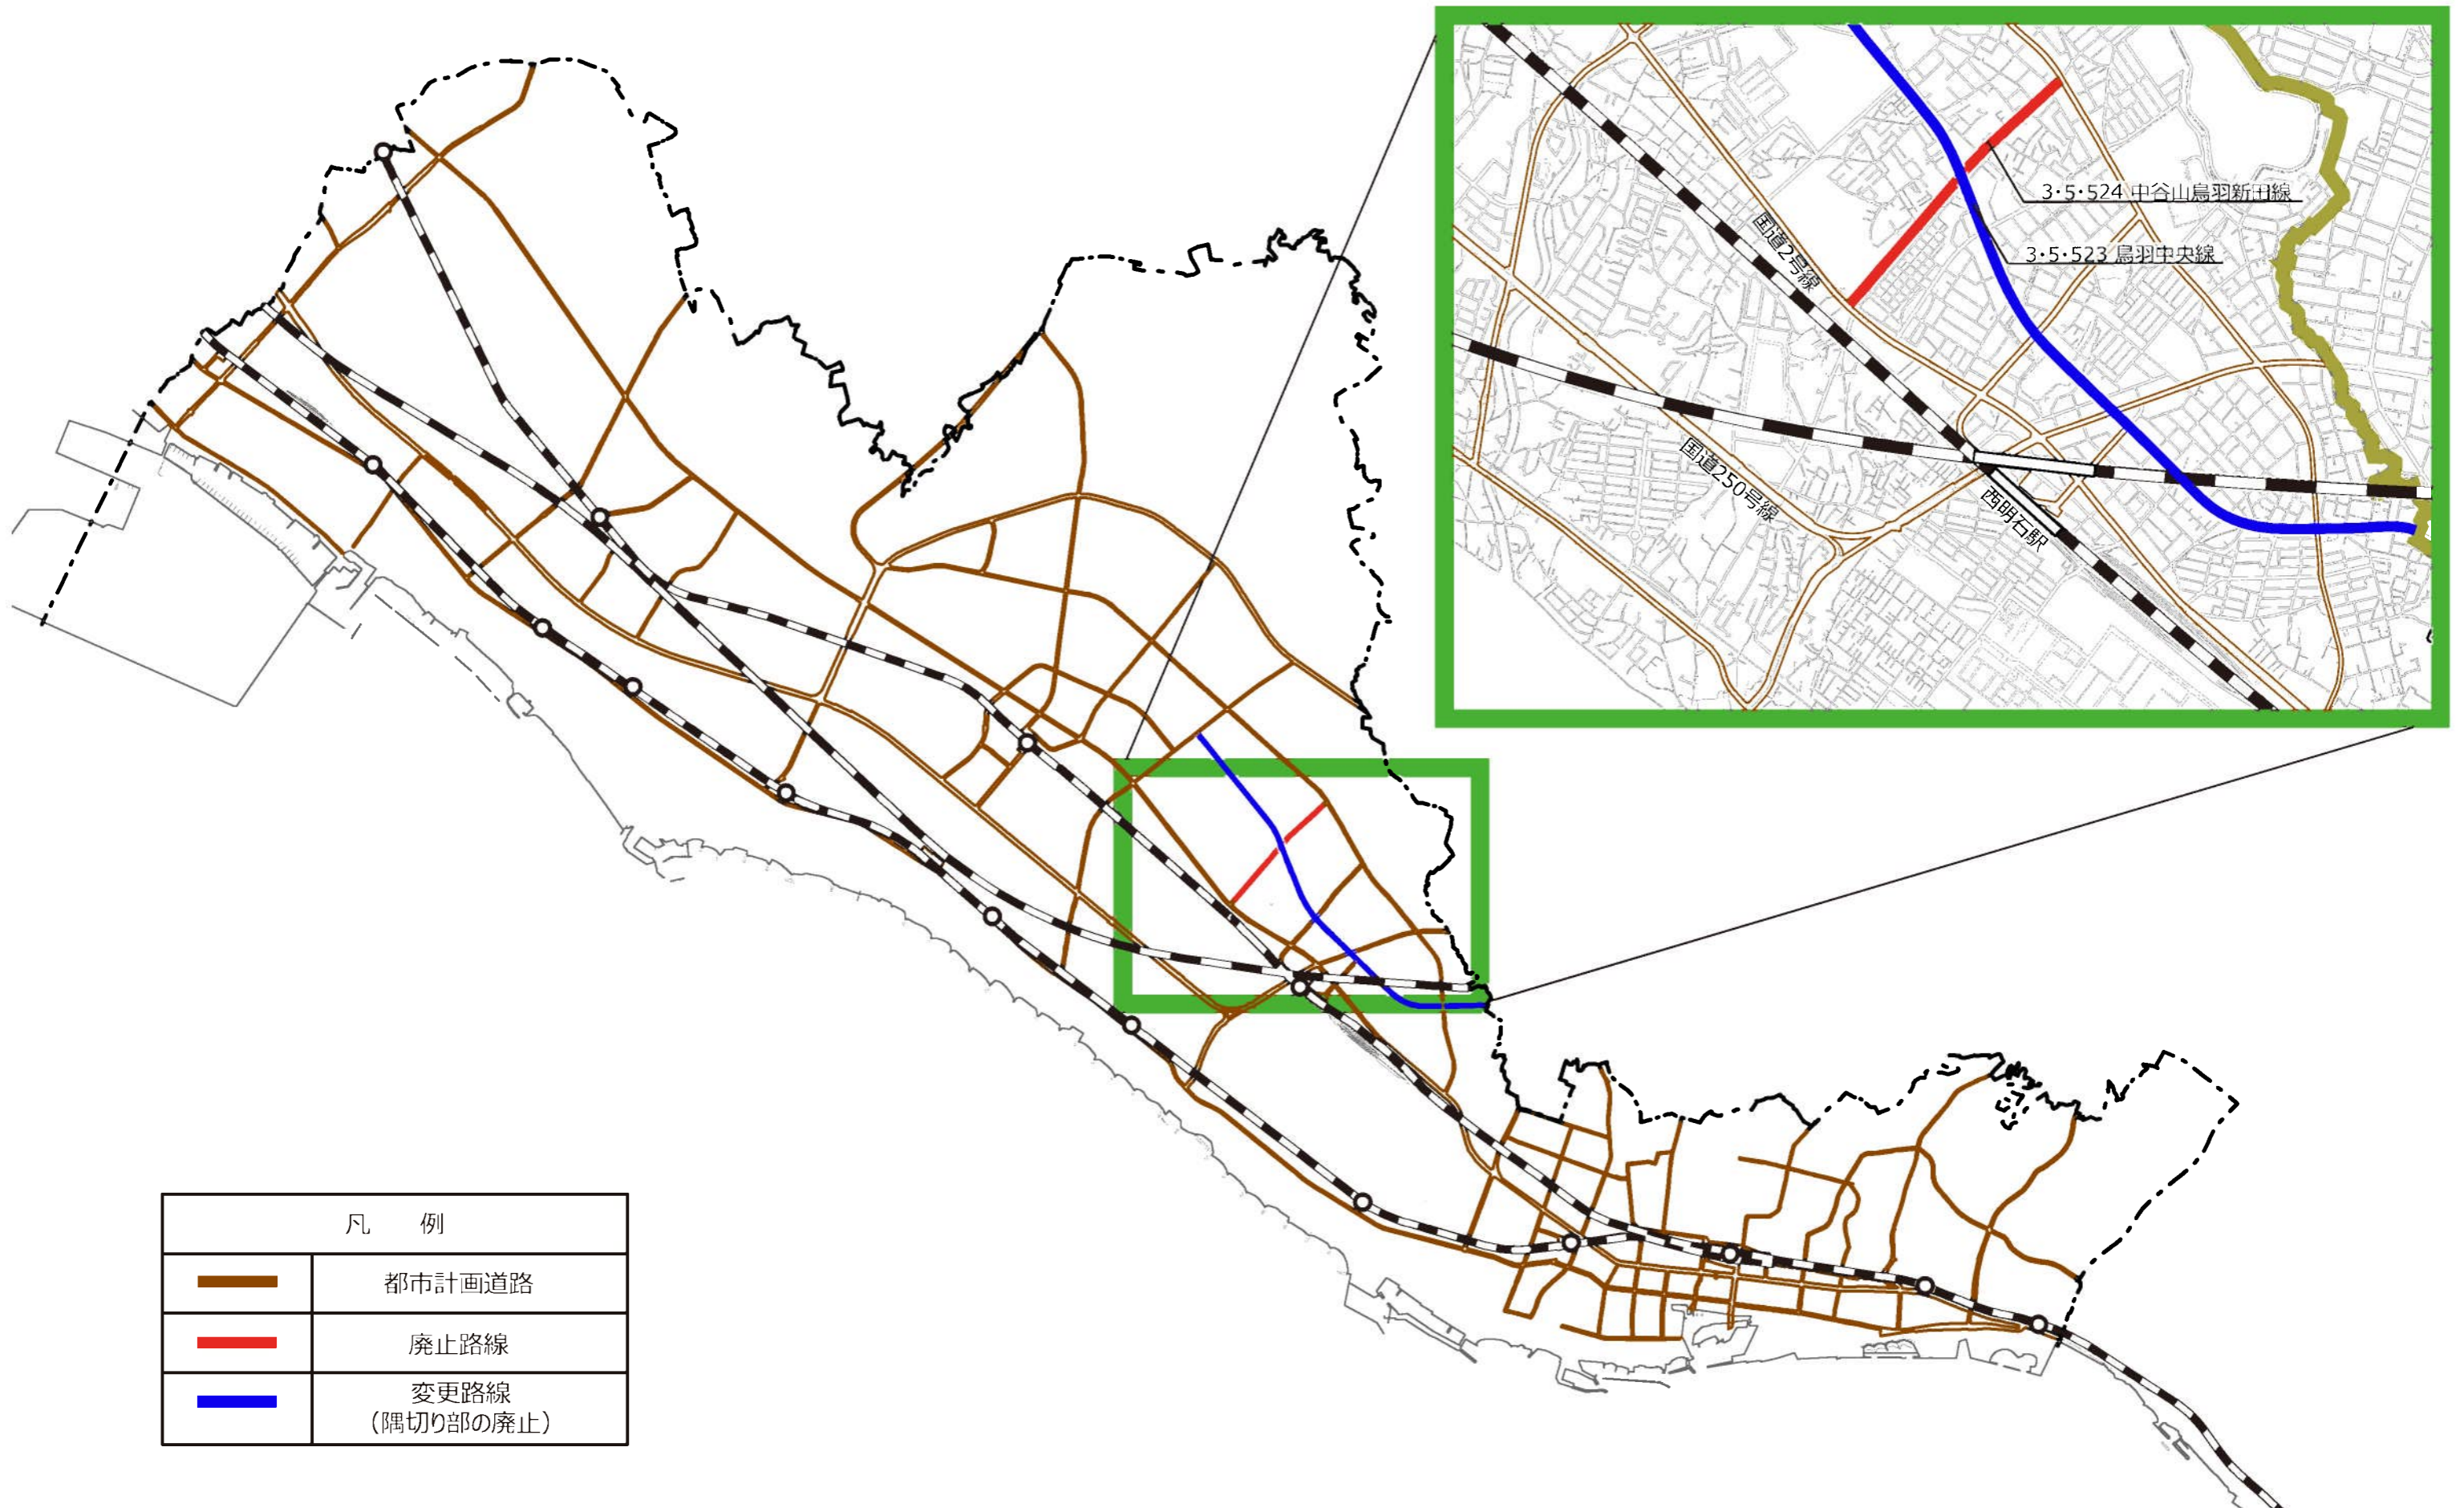 3・5・524 中谷山鳥羽新田線
3・5・523 鳥羽中央線
国道2号線
国道250号線
西明石駅
凡 例
都市計画道路
廃止路線
変更路線
(隅切り部の廃止)